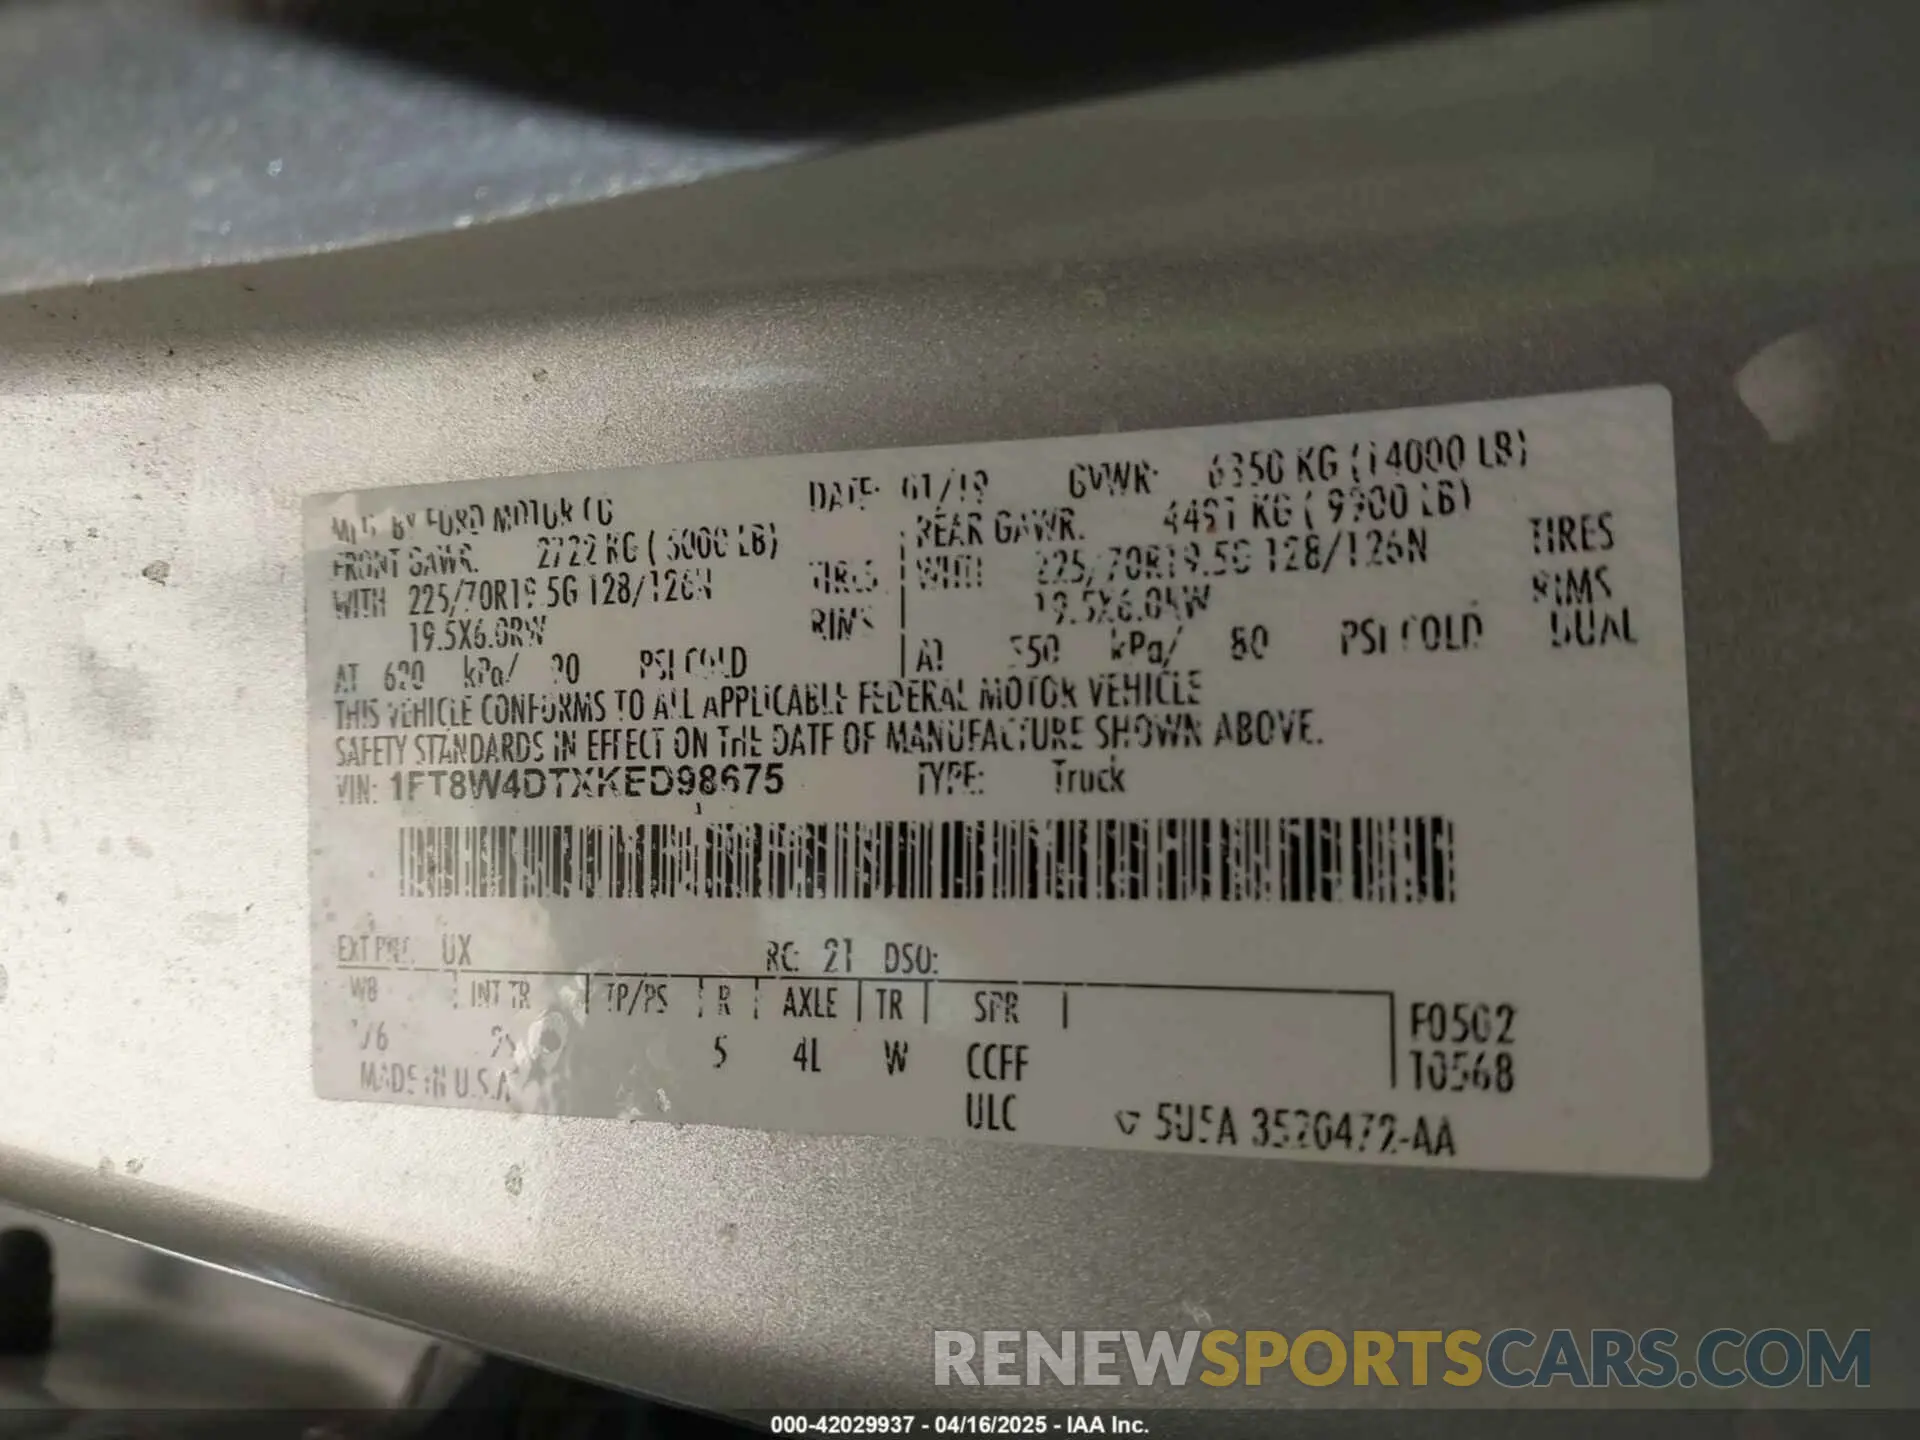 MFD. BY FORD MOTOR CO
DATE: 01/19 GVWR: 6350 KG (14000 LB)
FRONT GAWR: 2722 KG (6000 LB)
REAR GAWR: 4491 KG (9900 LB)
WITH 225/70R19.5G 128/126N TIRES
WITH 225/70R19.5G 128/126N TIRES
19.5X6.0RW RIMS
19.5X6.0RW RIMS
AT 620 kPa/ 90 PSI COLD
AT 550 kPa/ 80 PSI COLD DUAL
THIS VEHICLE CONFORMS TO ALL APPLICABLE FEDERAL MOTOR VEHICLE
SAFETY STANDARDS IN EFFECT ON THE DATE OF MANUFACTURE SHOWN ABOVE.
VIN: 1FT8W4DTXKED98675 TYPE: Truck
EXT PNT: UX RC: 21 DSO:
WB INT TR TP/PS R AXLE TR SPR
176 5 4L W CCFF
F0502
T0568
MADE IN U.S.A
ULC
5U5A 3520472-AA
RENEWSPORTSCARS.COM
000-42029937 - 04/16/2025 - IAA Inc.